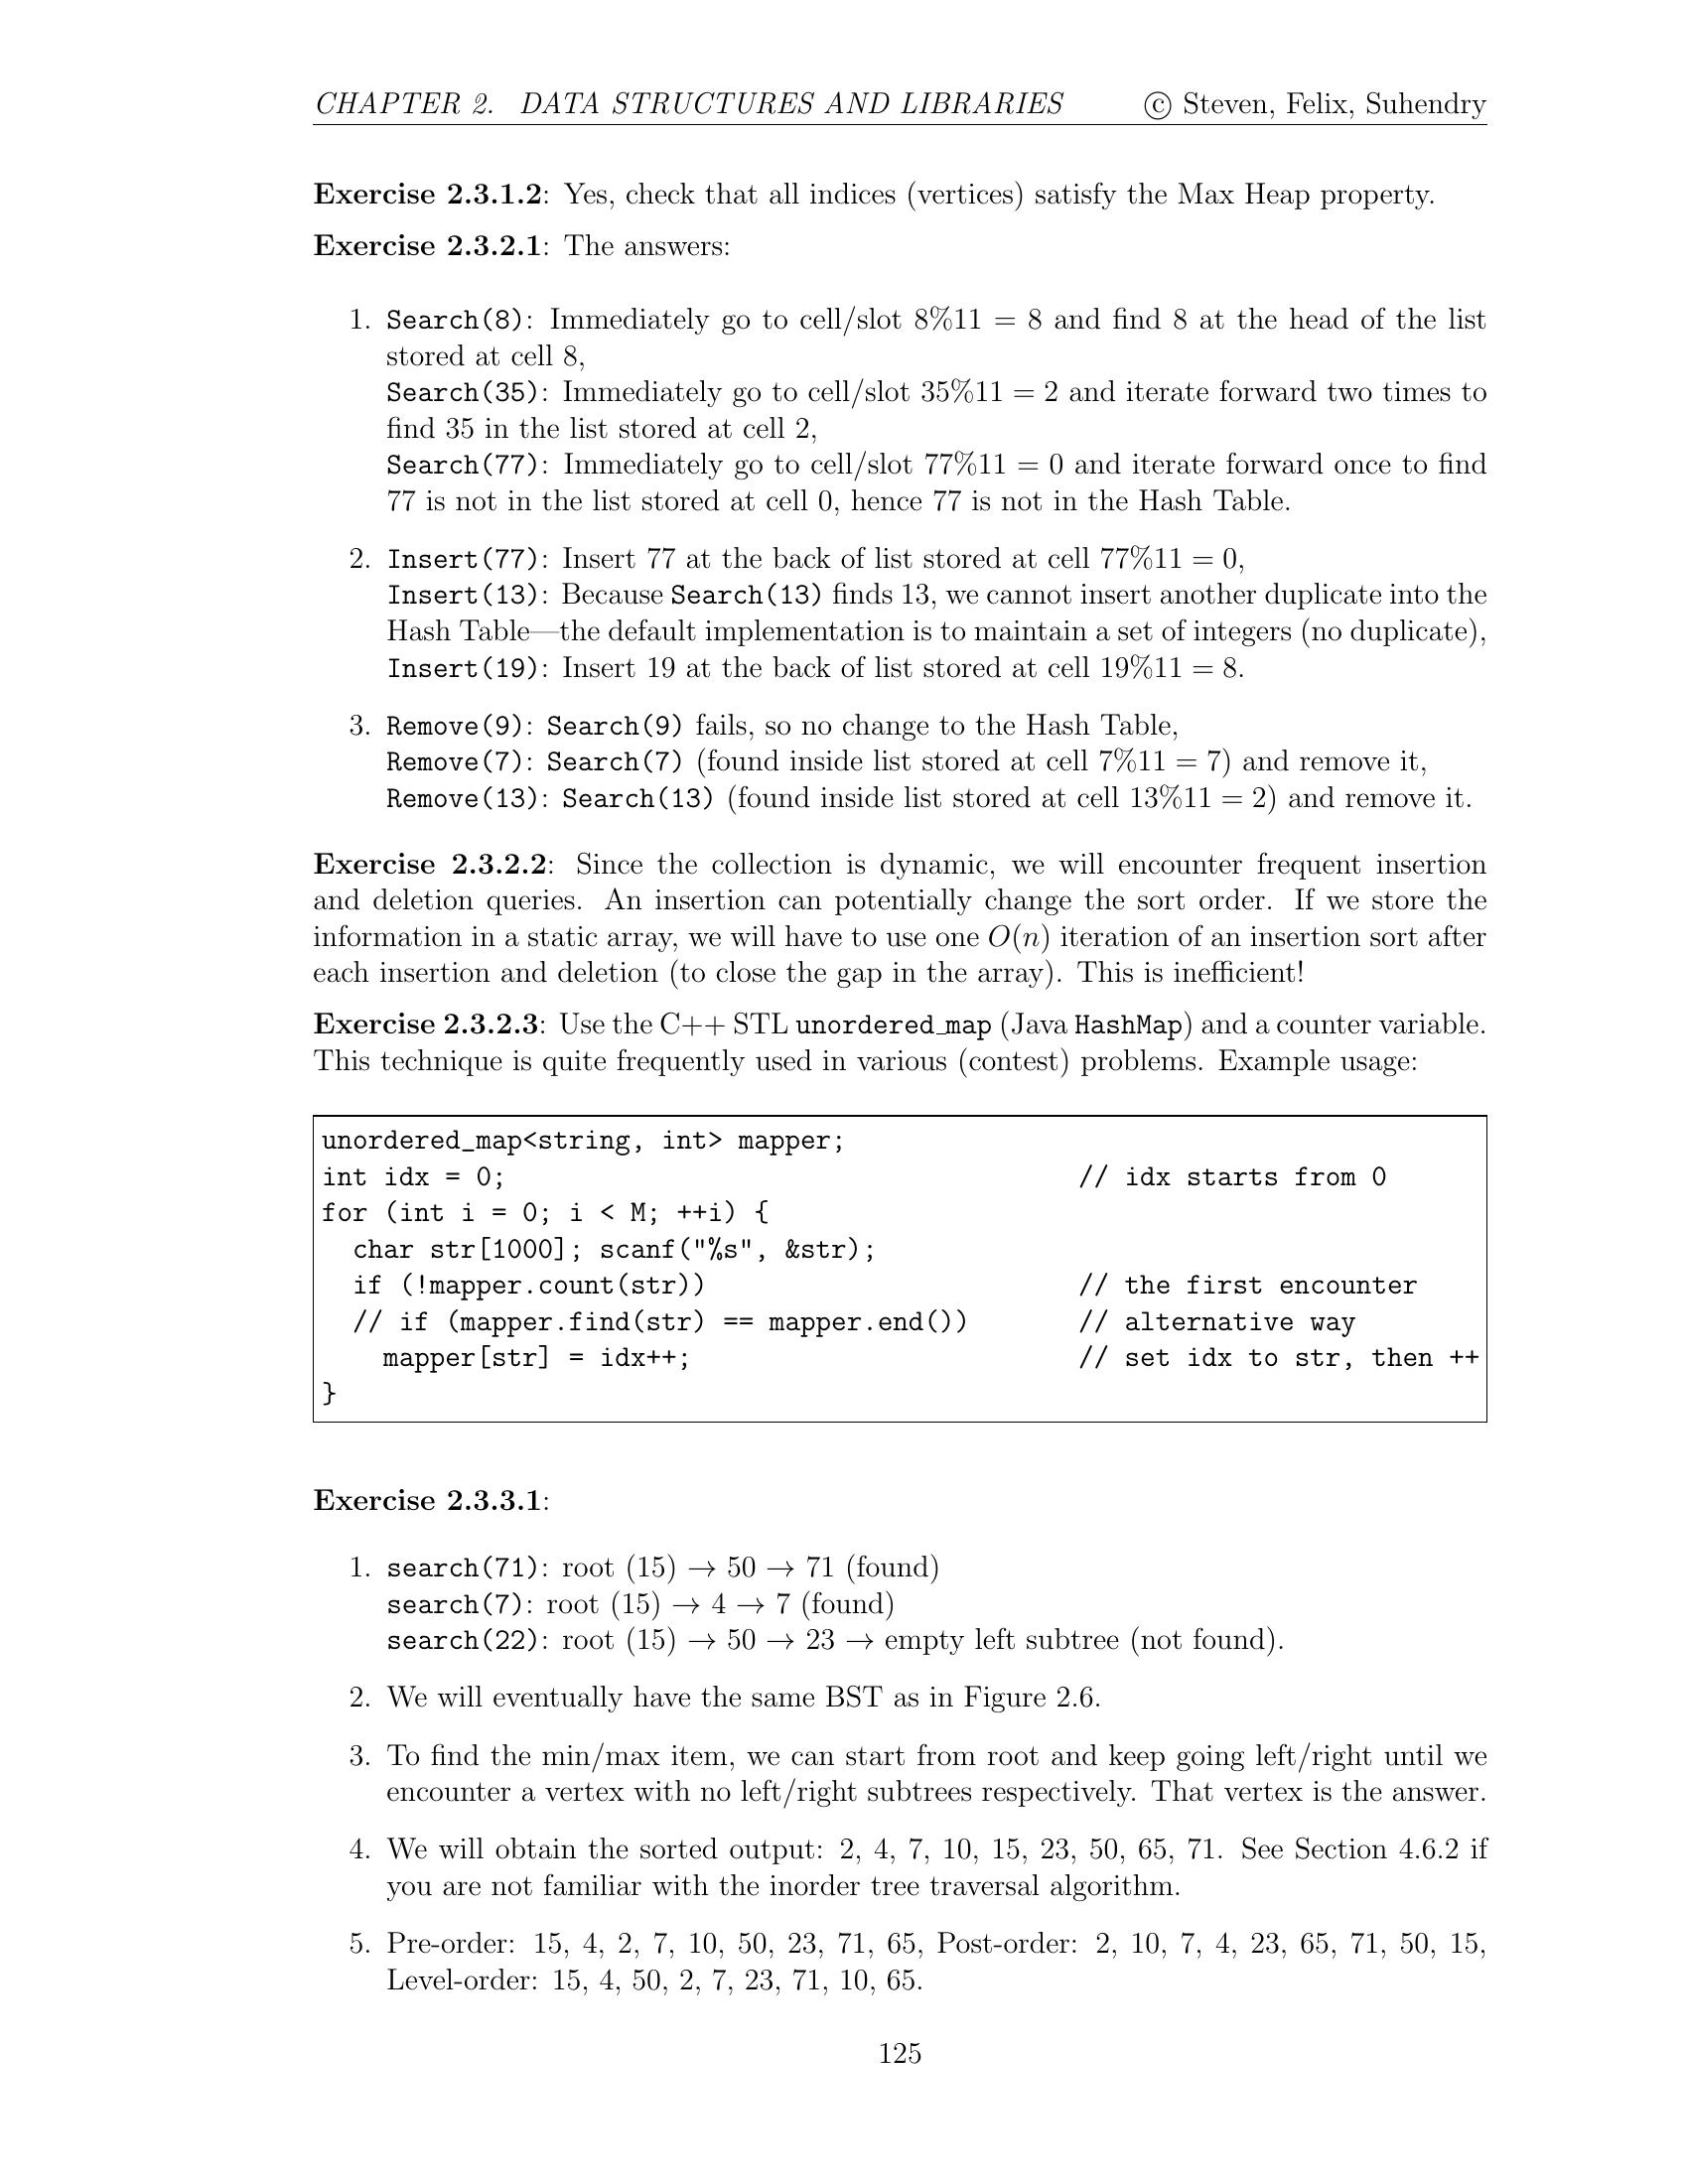 CHAPTER 2. DATA STRUCTURES AND LIBRARIES © Steven, Felix, Suhendry
Exercise 2.3.1.2: Yes, check that all indices (vertices) satisfy the Max Heap property.
Exercise 2.3.2.1: The answers:
1. Search(8): Immediately go to cell/slot 8%11 = 8 and find 8 at the head of the list
stored at cell 8,
Search(35): Immediately go to cell/slot 35%11 = 2 and iterate forward two times to
find 35 in the list stored at cell 2,
Search(77): Immediately go to cell/slot 77%11 = 0 and iterate forward once to find
77 is not in the list stored at cell 0, hence 77 is not in the Hash Table.
2. Insert(77): Insert 77 at the back of list stored at cell 77%11 = 0,
Insert(13): Because Search(13) finds 13, we cannot insert another duplicate into the
Hash Table—the default implementation is to maintain a set of integers (no duplicate),
Insert(19): Insert 19 at the back of list stored at cell 19%11 = 8.
3. Remove(9): Search(9) fails, so no change to the Hash Table,
Remove(7): Search(7) (found inside list stored at cell 7%11 = 7) and remove it,
Remove(13): Search(13) (found inside list stored at cell 13%11 = 2) and remove it.
Exercise 2.3.2.2: Since the collection is dynamic, we will encounter frequent insertion
and deletion queries. An insertion can potentially change the sort order. If we store the
information in a static array, we will have to use one O(n) iteration of an insertion sort after
each insertion and deletion (to close the gap in the array). This is inefficient!
Exercise 2.3.2.3: Use the C++ STL unordered_map (Java HashMap) and a counter variable.
This technique is quite frequently used in various (contest) problems. Example usage:
unordered_map<string, int> mapper;
int idx = 0; // idx starts from 0
for (int i = 0; i < M; ++i) {
char str[1000]; scanf("%s", &str);
if (!mapper.count(str)) // the first encounter
// if (mapper.find(str) == mapper.end()) // alternative way
mapper[str] = idx++; // set idx to str, then ++
}
Exercise 2.3.3.1:
1. search(71): root (15) → 50 → 71 (found)
search(7): root (15) → 4 → 7 (found)
search(22): root (15) → 50 → 23 → empty left subtree (not found).
2. We will eventually have the same BST as in Figure 2.6.
3. To find the min/max item, we can start from root and keep going left/right until we
encounter a vertex with no left/right subtrees respectively. That vertex is the answer.
4. We will obtain the sorted output: 2, 4, 7, 10, 15, 23, 50, 65, 71. See Section 4.6.2 if
you are not familiar with the inorder tree traversal algorithm.
5. Pre-order: 15, 4, 2, 7, 10, 50, 23, 71, 65, Post-order: 2, 10, 7, 4, 23, 65, 71, 50, 15,
Level-order: 15, 4, 50, 2, 7, 23, 71, 10, 65.
125